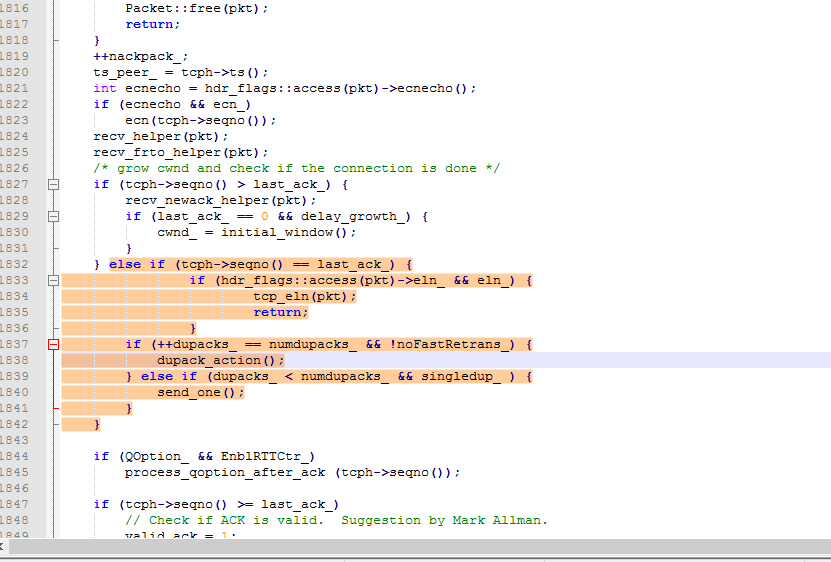 1816 Packet::free(pkt);
1817 return;
1818 }
1819 ++nackpack_;
1820 ts_peer_ = tcph->ts();
1821 int ecnecho = hdr_flags::access(pkt)->ecnecho();
1822 if (ecnecho && ecn_)
1823 ecn(tcph->seqno());
1824 recv_helper(pkt);
1825 recv_frto_helper(pkt);
1826 /* grow cwnd and check if the connection is done */
1827 if (tcph->seqno() > last_ack_) {
1828 recv_newack_helper(pkt);
1829 if (last_ack_ == 0 && delay_growth_) {
1830 cwnd_ = initial_window();
1831 }
1832 } else if (tcph->seqno() == last_ack_) {
1833 if (hdr_flags::access(pkt)->eln_ && eln_) {
1834 tcp_eln(pkt);
1835 return;
1836 }
1837 if (++dupacks_ == numdupacks_ && !noFastRetrans_) {
1838 dupack_action();
1839 } else if (dupacks_ < numdupacks_ && singledup_ ) {
1840 send_one();
1841 }
1842 }
1843
1844 if (QOption_ && EnblRTTCtr_)
1845 process_qoption_after_ack (tcph->seqno());
1846
1847 if (tcph->seqno() >= last_ack_)
1848 // Check if ACK is valid. Suggestion by Mark Allman.
1849 valid_ack = 1;